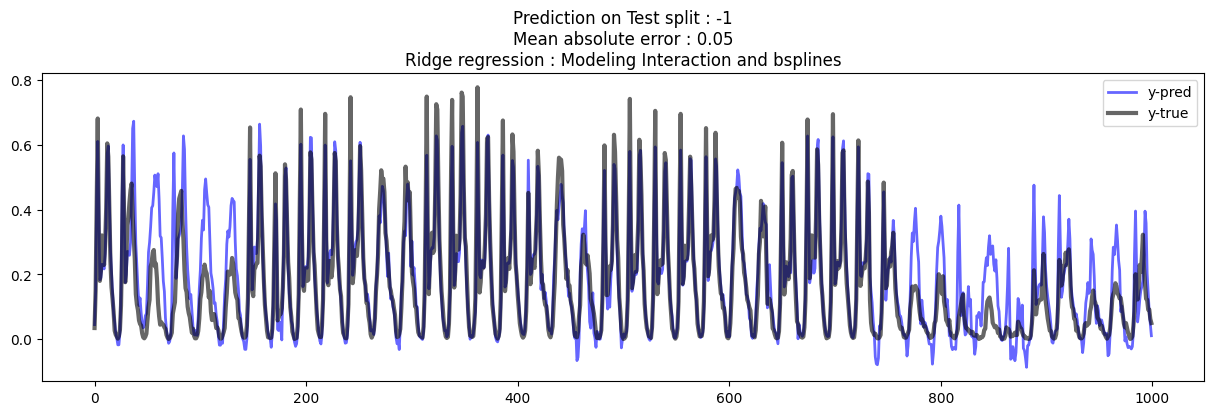 Prediction on Test split : -1
Mean absolute error : 0.05
Ridge regression : Modeling Interaction and bsplines
y-pred
y-true
0.8
0.6
0.4
0.2
0.0
0
200
400
600
800
1000